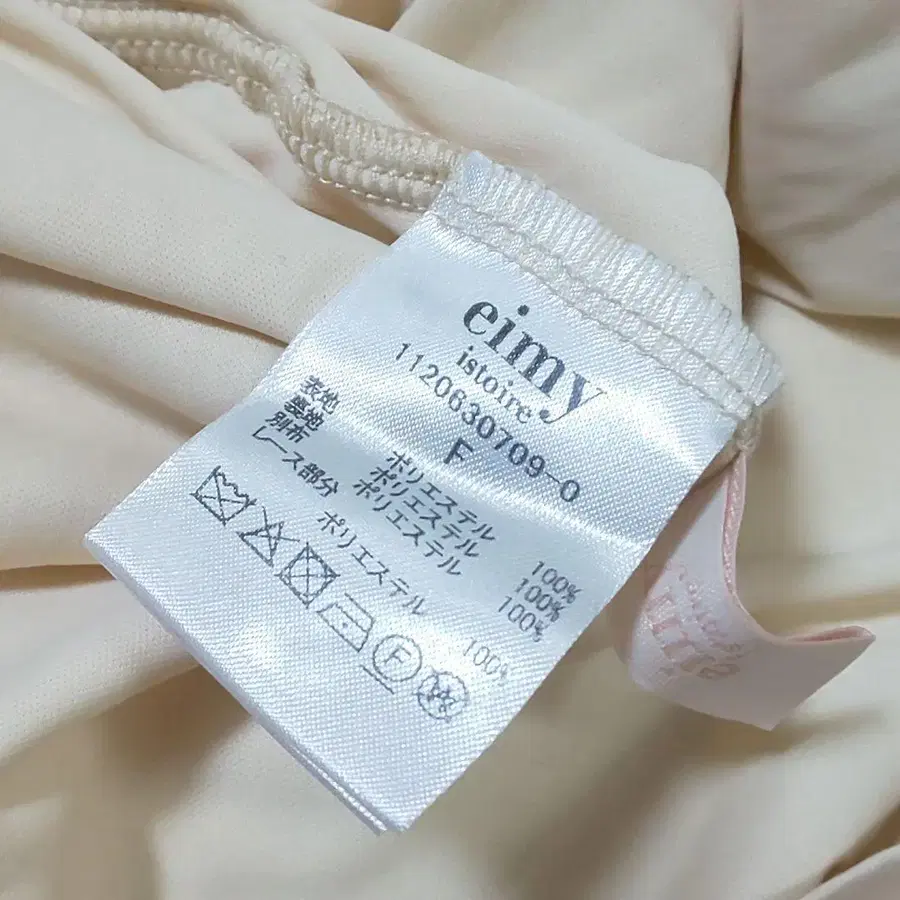 eimy
istoire
1120630709-0
F
表地 ポリエステル 100%
裏地 ポリエステル 100%
別布 ポリエステル 100%
レース部分 ポリエステル 100%
F